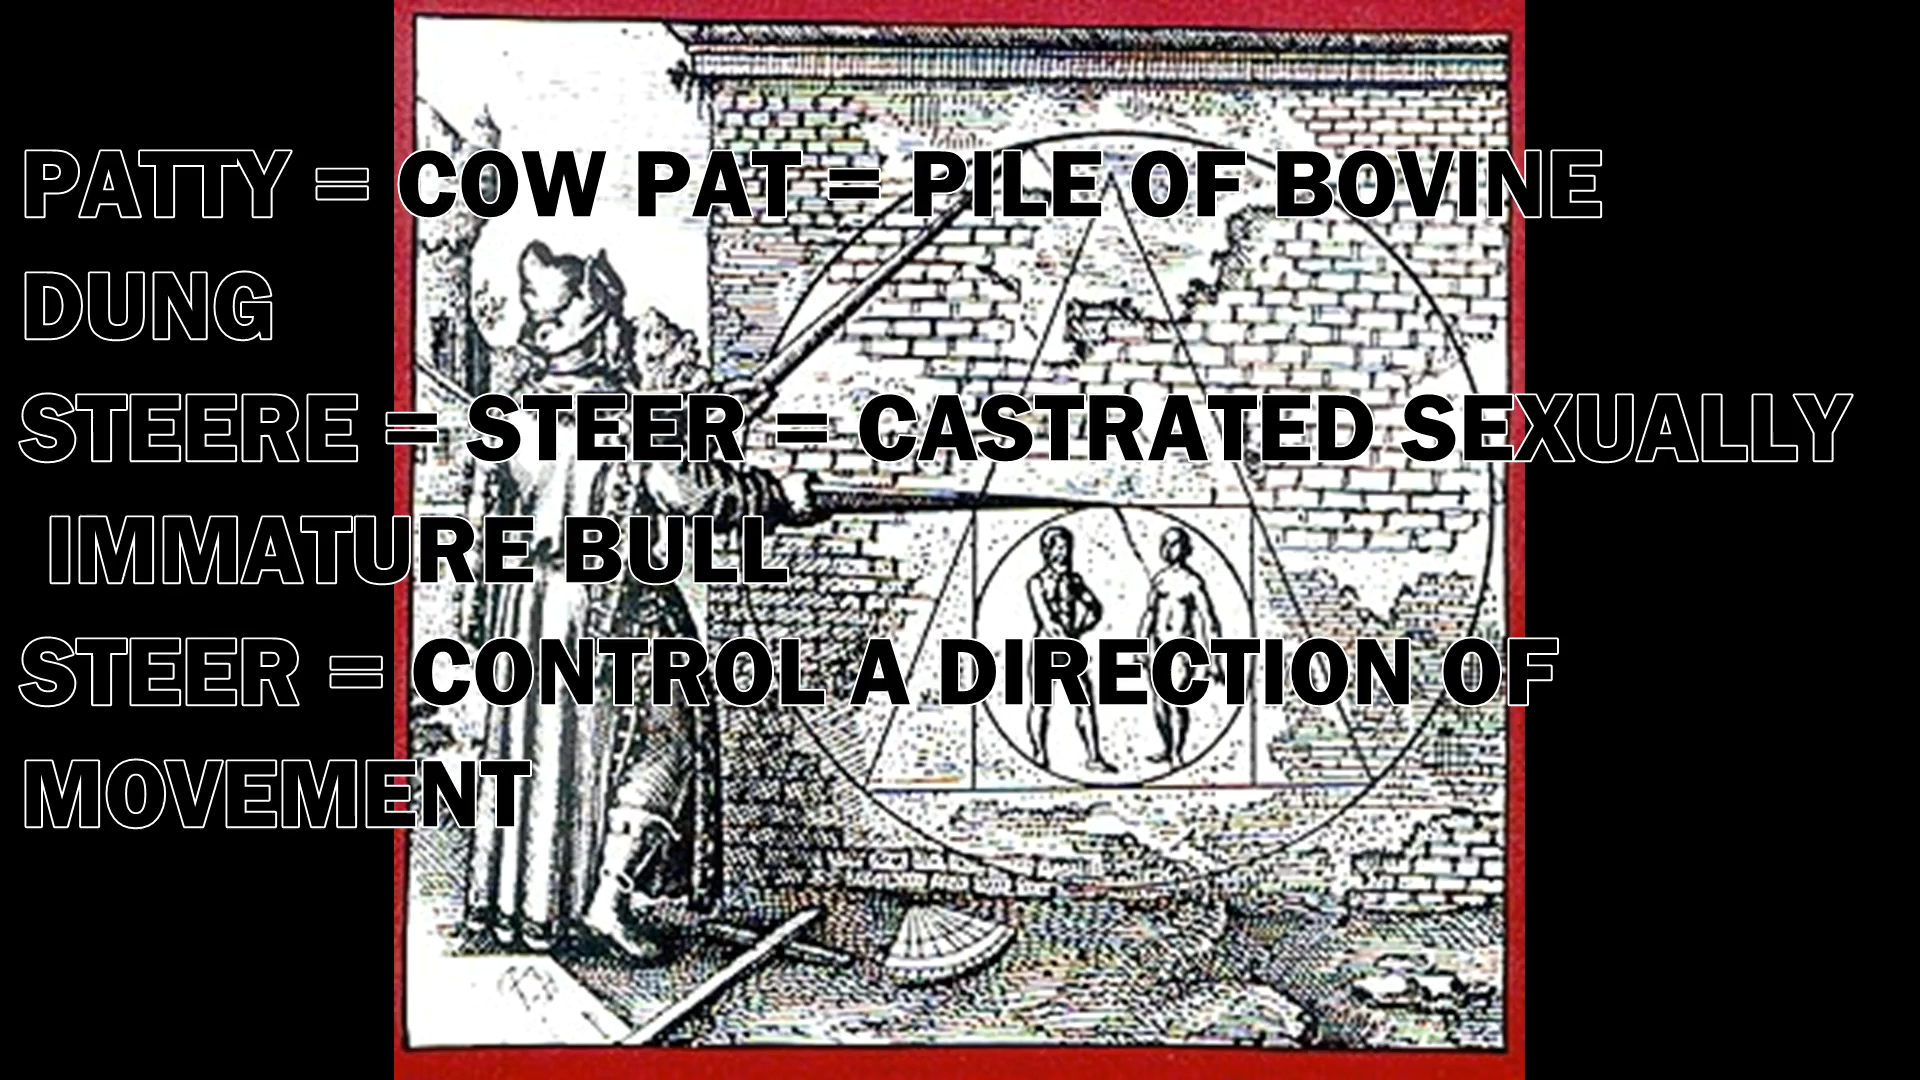 PATTY = COW PAT = PILE OF BOVINE
DUNG
STEERE = STEER = CASTRATED SEXUALLY
IMMATURE BULL
STEER = CONTROL A DIRECTION OF
MOVEMENT